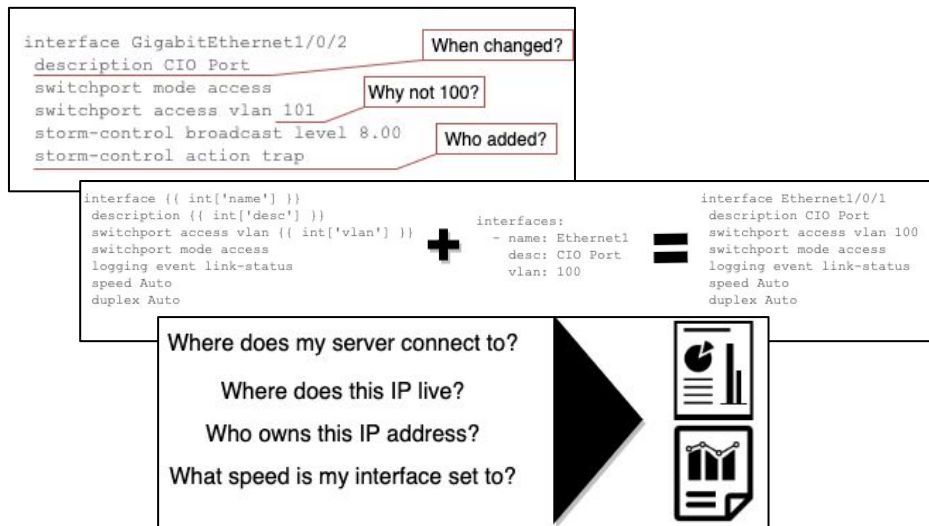 interface GigabitEthernet1/0/2
description CIO Port
switchport mode access
switchport access vlan 101
storm-control broadcast level 8.00
storm-control action trap
When changed?
Why not 100?
Who added?
interface {{ int['name'] }}
description {{ int['desc'] }}
switchport access vlan {{ int['vlan'] }}
switchport mode access
logging event link-status
speed Auto
duplex Auto
+
interfaces:
- name: Ethernet1
desc: CIO Port
vlan: 100
=
interface Ethernet1/0/1
description CIO Port
switchport access vlan 100
switchport mode access
logging event link-status
speed Auto
duplex Auto
Where does my server connect to?
Where does this IP live?
Who owns this IP address?
What speed is my interface set to?